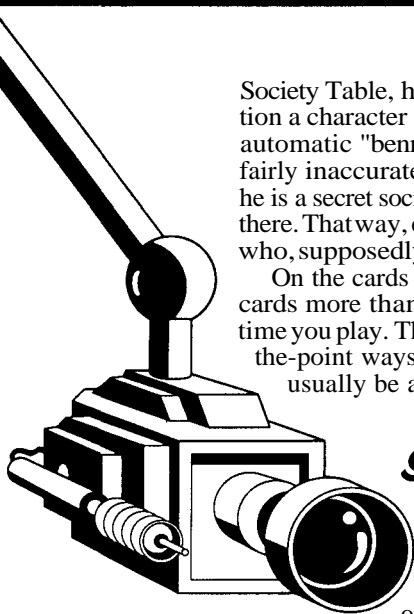 Society Table, h
tion a character
automatic "benn
fairly inaccurate
he is a secret soci
there. That way, e
who, supposedly
On the cards
cards more than
time you play. Th
the-point ways
usually be a